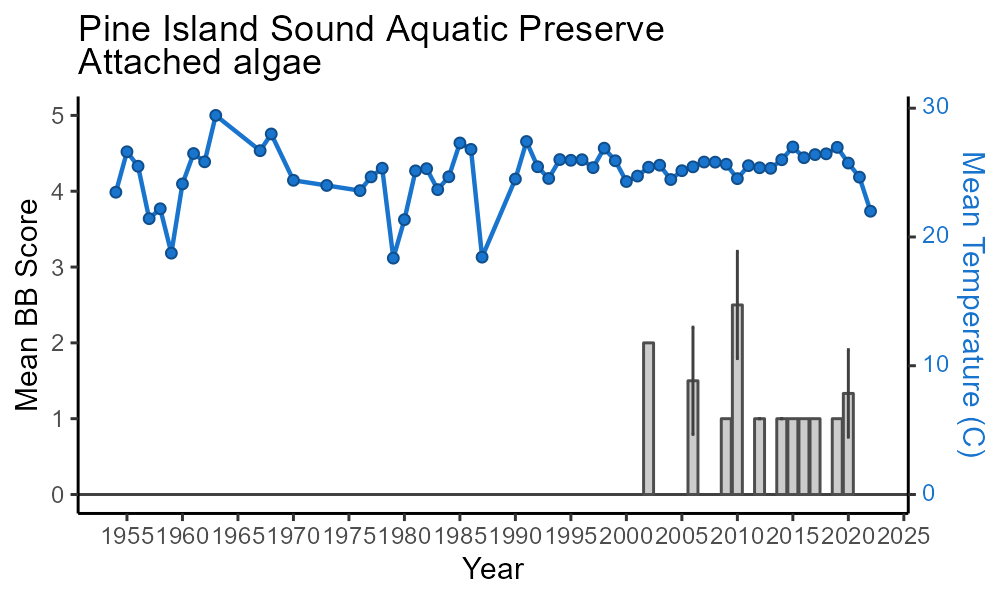 Pine Island Sound Aquatic Preserve
Attached algae
5
4
3
2
1
0
Mean BB Score
30
20
10
0
Mean Temperature (C)
1955 1960 1965 1970 1975 1980 1985 1990 1995 2000 2005 2010 2015 2020 2025
Year